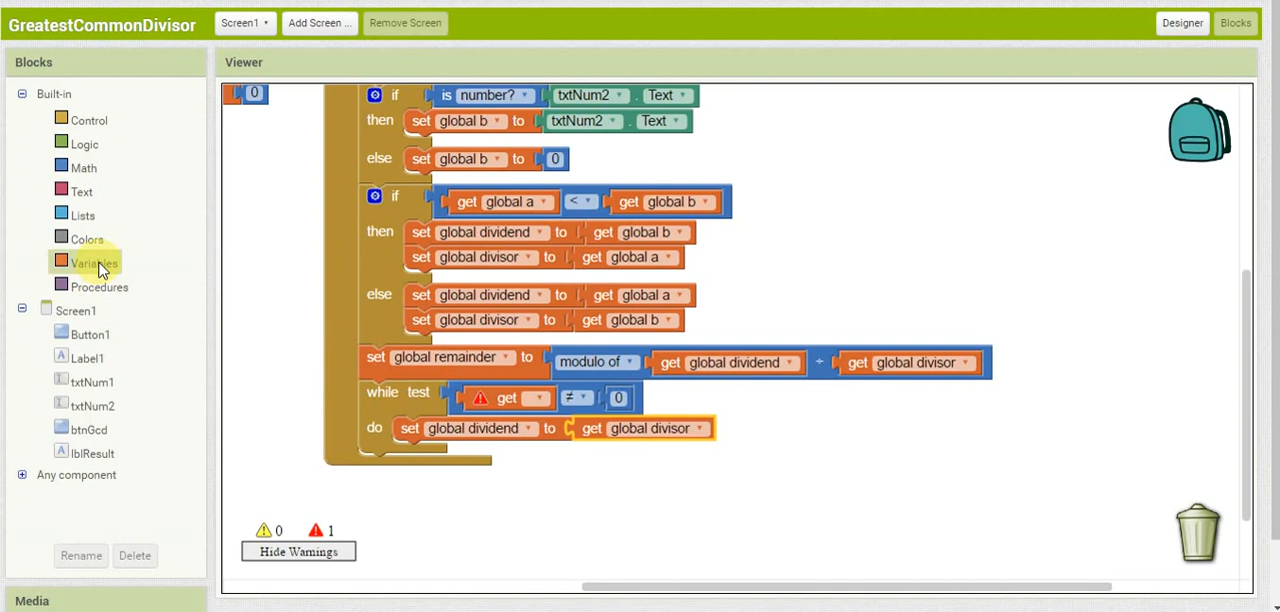 GreatestCommonDivisor Screen1 Add Screen ... Remove Screen Designer Blocks
Blocks
Built-in
Control
Logic
Math
Text
Lists
Colors
Variables
Procedures
Screen1
Button1
Label1
txtNum1
txtNum2
btnGcd
lblResult
Any component
Rename Delete
Media
Viewer
0
if is number? txtNum2 . Text
then set global b to txtNum2 . Text
else set global b to 0
if get global a < get global b
then set global dividend to get global b
set global divisor to get global a
else set global dividend to get global a
set global divisor to get global b
set global remainder to modulo of get global dividend ÷ get global divisor
while test get ≠ 0
do set global dividend to get global divisor
0 1
Hide Warnings